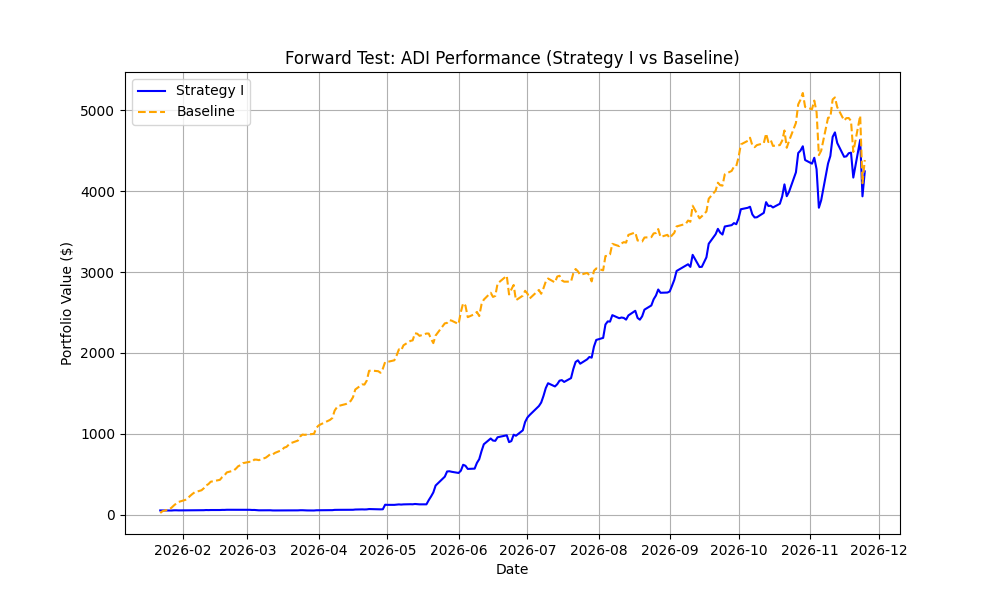 Forward Test: ADI Performance (Strategy I vs Baseline)
Strategy I
Baseline
Portfolio Value ($)
5000
4000
3000
2000
1000
0
2026-02 2026-03 2026-04 2026-05 2026-06 2026-07 2026-08 2026-09 2026-10 2026-11 2026-12
Date